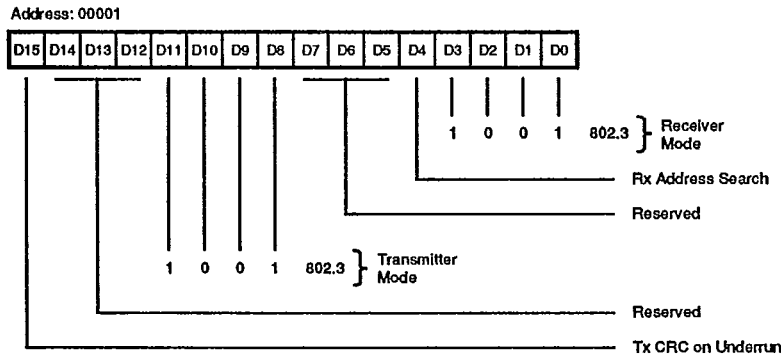 Address: 00001
D15 D14 D13 D12 D11 D10 D9 D8 D7 D6 D5 D4 D3 D2 D1 D0
1 0 0 1 802.3 Receiver
Mode
Rx Address Search
Reserved
1 0 0 1 802.3 Transmitter
Mode
Reserved
Tx CRC on Underrun